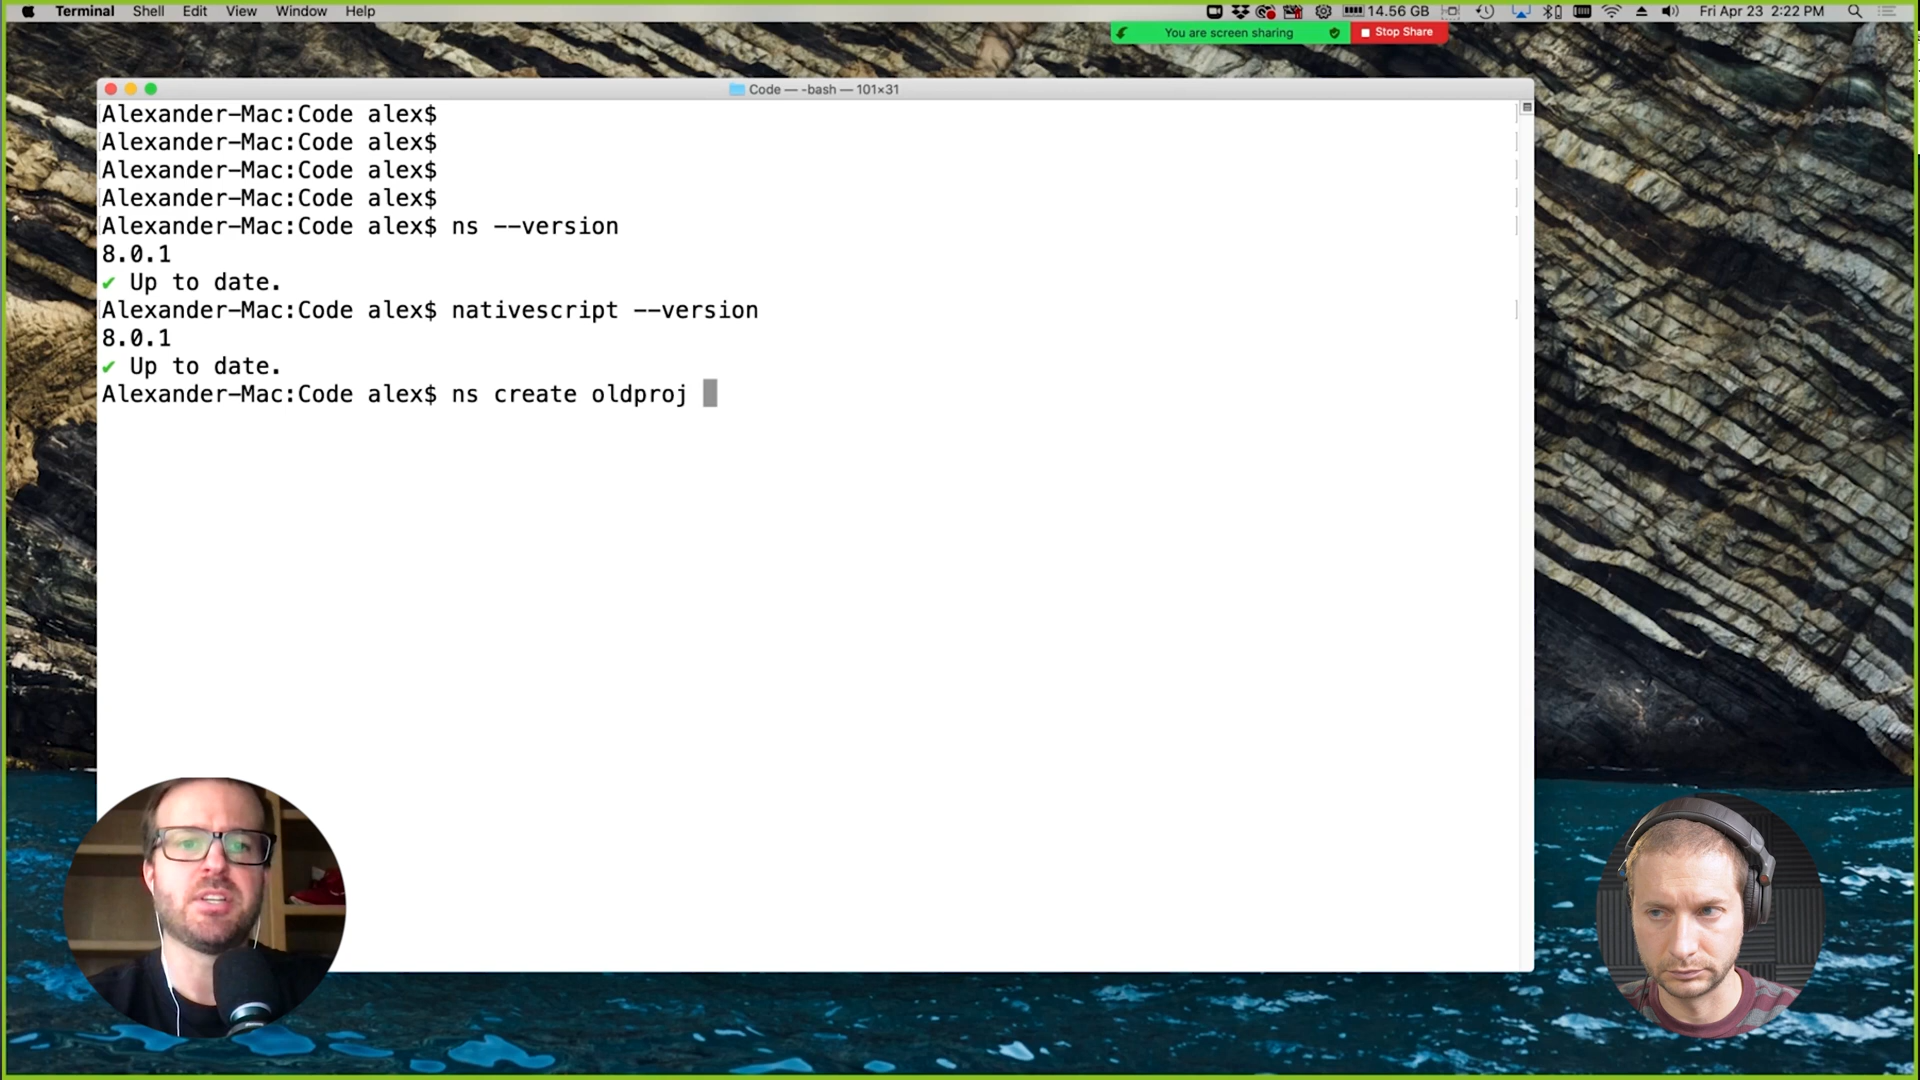 Terminal Shell Edit View Window Help 14.56 GB Fri Apr 23 2:22 PM
You are screen sharing Stop Share
Code — -bash — 101×31
Alexander-Mac:Code alex$
Alexander-Mac:Code alex$
Alexander-Mac:Code alex$
Alexander-Mac:Code alex$
Alexander-Mac:Code alex$ ns --version
8.0.1
✔ Up to date.
Alexander-Mac:Code alex$ nativescript --version
8.0.1
✔ Up to date.
Alexander-Mac:Code alex$ ns create oldproj